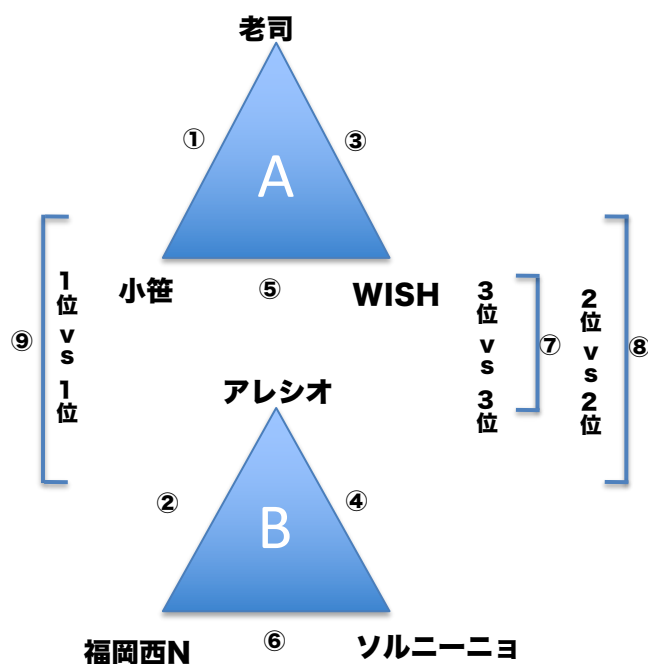 老司
①
③
A
小笹
⑤
WISH
⑨
1位 vs 1位
3位 vs 3位
⑦
2位 vs 2位
⑧
アレシオ
②
④
B
福岡西N
⑥
ソルニーニョ